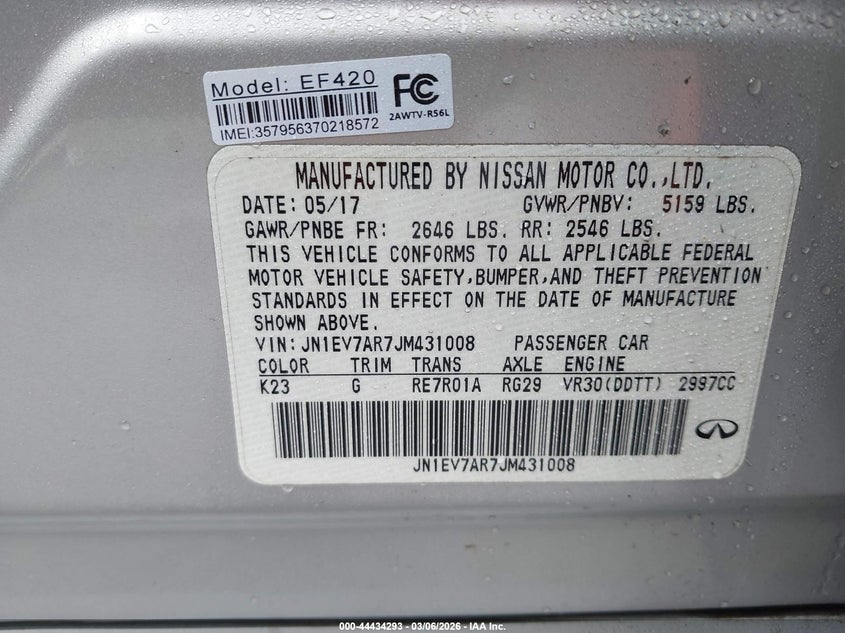 Model: EF420
FCC
2AWTV-R56L
IMEI:357956370218572
MANUFACTURED BY NISSAN MOTOR CO.,LTD.
DATE: 05/17 GVWR/PNBV: 5159 LBS.
GAWR/PNBE FR: 2646 LBS. RR: 2546 LBS.
THIS VEHICLE CONFORMS TO ALL APPLICABLE FEDERAL
MOTOR VEHICLE SAFETY,BUMPER,AND THEFT PREVENTION
STANDARDS IN EFFECT ON THE DATE OF MANUFACTURE
SHOWN ABOVE.
VIN:JN1EV7AR7JM431008 PASSENGER CAR
COLOR TRIM TRANS AXLE ENGINE
K23 G RE7R01A RG29 VR30(DDTT) 2997CC
JN1EV7AR7JM431008
000-44434293 - 03/06/2026 - IAA Inc.